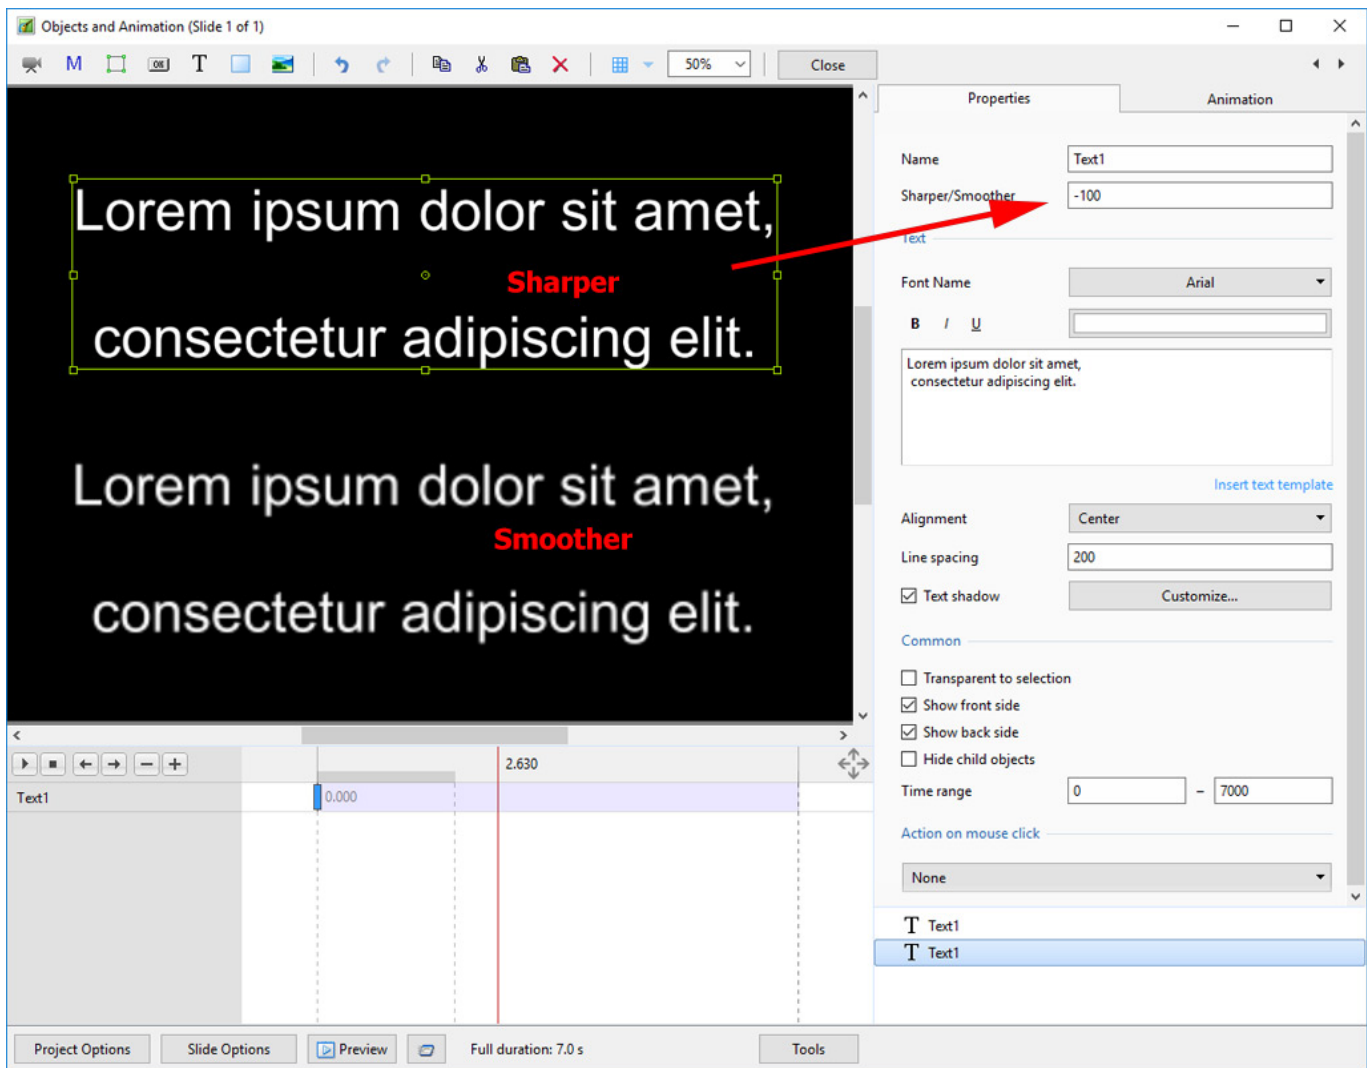 Objects and Animation (Slide 1 of 1)
M OK T 50% Close
Properties Animation
Name Text1
Sharper/Smoother -100
Text
Font Name Arial
B I U
Lorem ipsum dolor sit amet,
consectetur adipiscing elit.
Insert text template
Alignment Center
Line spacing 200
Text shadow Customize...
Common
Transparent to selection
Show front side
Show back side
Hide child objects
Time range 0 – 7000
Action on mouse click
None
T Text1
T Text1
Lorem ipsum dolor sit amet,
Sharper
consectetur adipiscing elit.
Lorem ipsum dolor sit amet,
Smoother
consectetur adipiscing elit.
2.630
Text1 0.000
Project Options Slide Options Preview Full duration: 7.0 s Tools